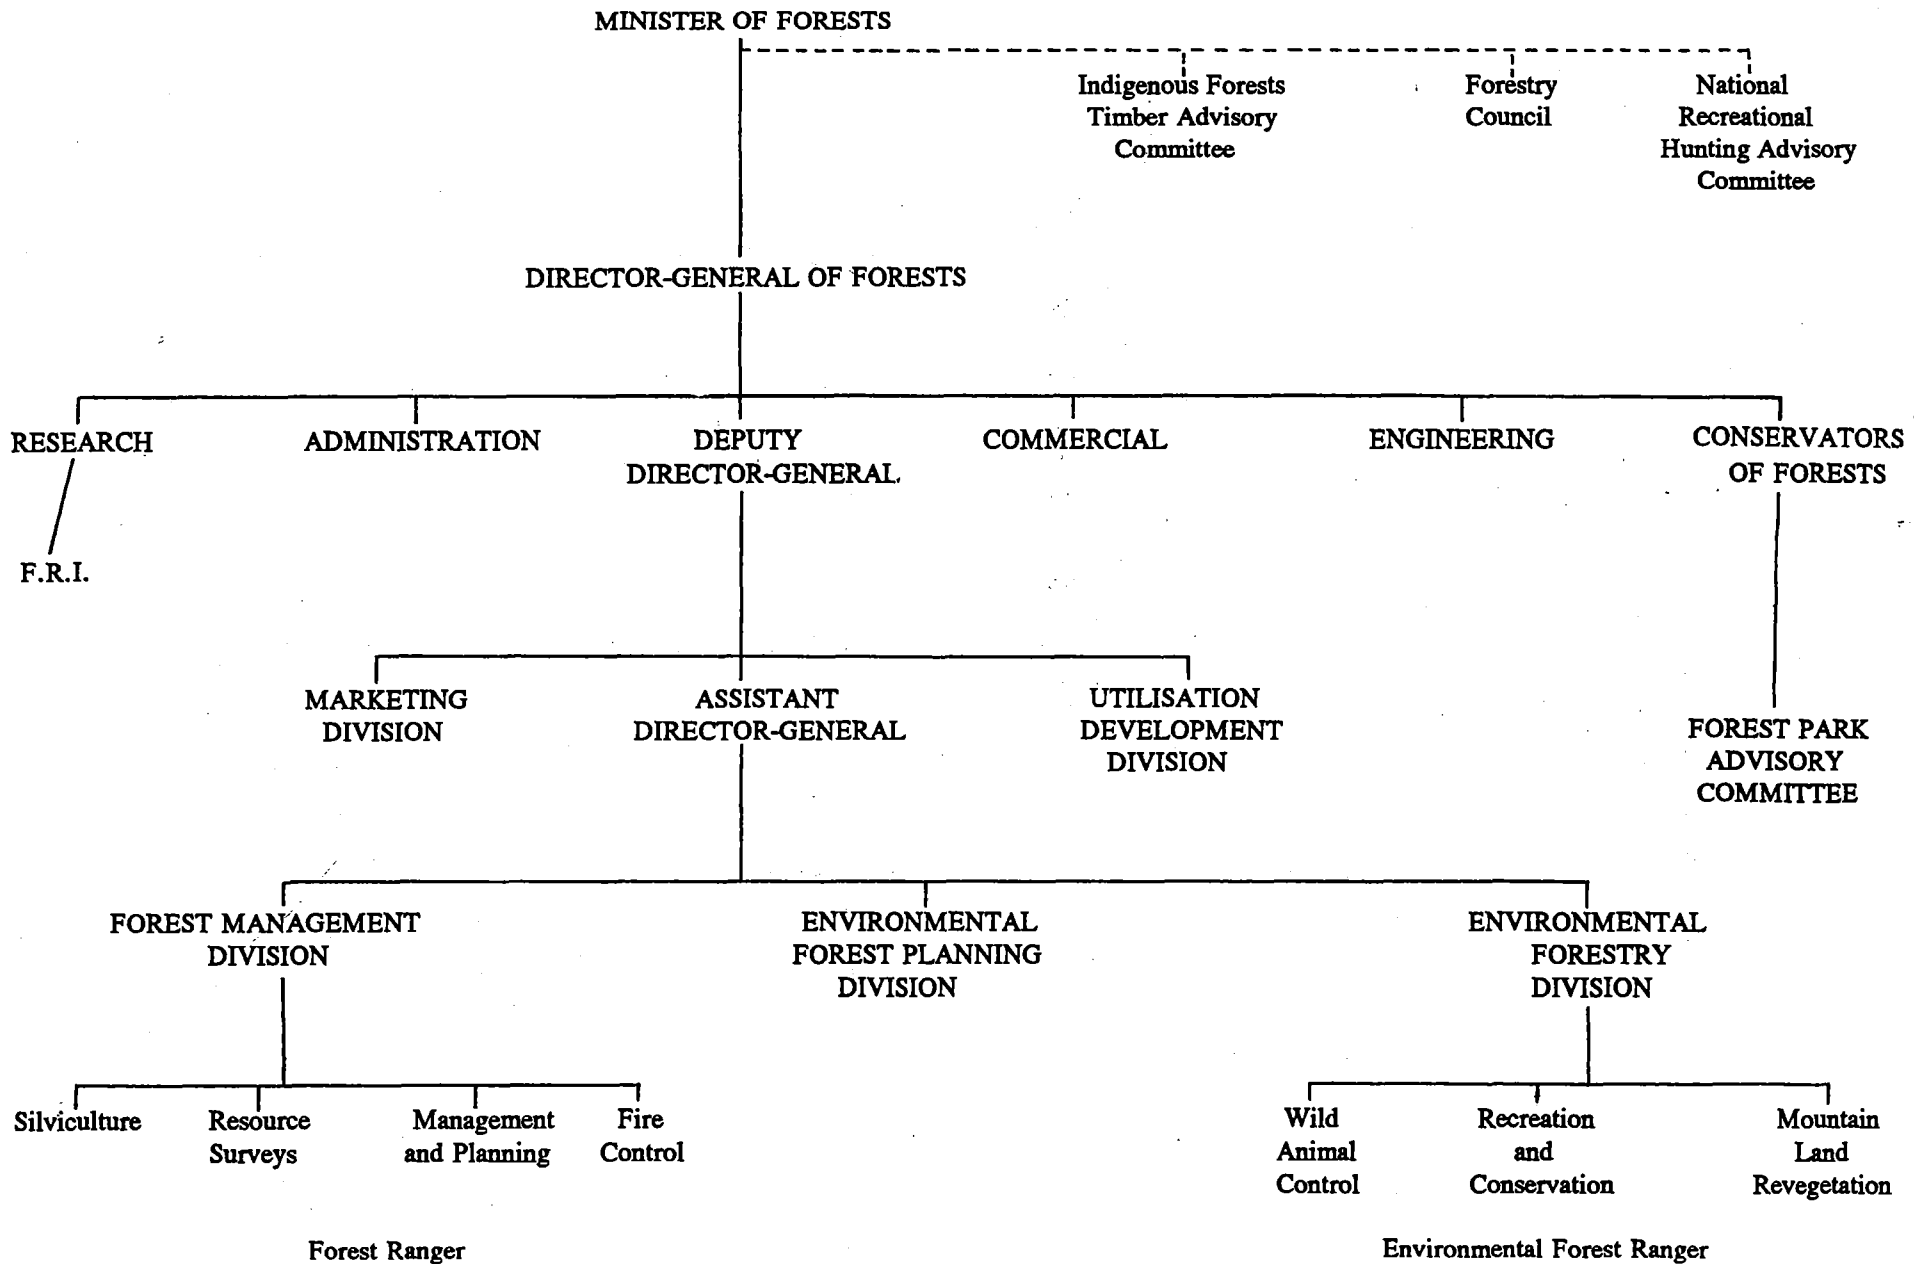 MINISTER OF FORESTS
Indigenous Forests
Timber Advisory
Committee
Forestry
Council
National
Recreational
Hunting Advisory
Committee
DIRECTOR-GENERAL OF FORESTS
RESEARCH
ADMINISTRATION
DEPUTY
DIRECTOR-GENERAL
COMMERCIAL
ENGINEERING
CONSERVATORS
OF FORESTS
F.R.I.
MARKETING
DIVISION
ASSISTANT
DIRECTOR-GENERAL
UTILISATION
DEVELOPMENT
DIVISION
FOREST PARK
ADVISORY
COMMITTEE
FOREST MANAGEMENT
DIVISION
ENVIRONMENTAL
FOREST PLANNING
DIVISION
ENVIRONMENTAL
FORESTRY
DIVISION
Silviculture
Resource
Surveys
Management
and Planning
Fire
Control
Wild
Animal
Control
Recreation
and
Conservation
Mountain
Land
Revegetation
Forest Ranger
Environmental Forest Ranger